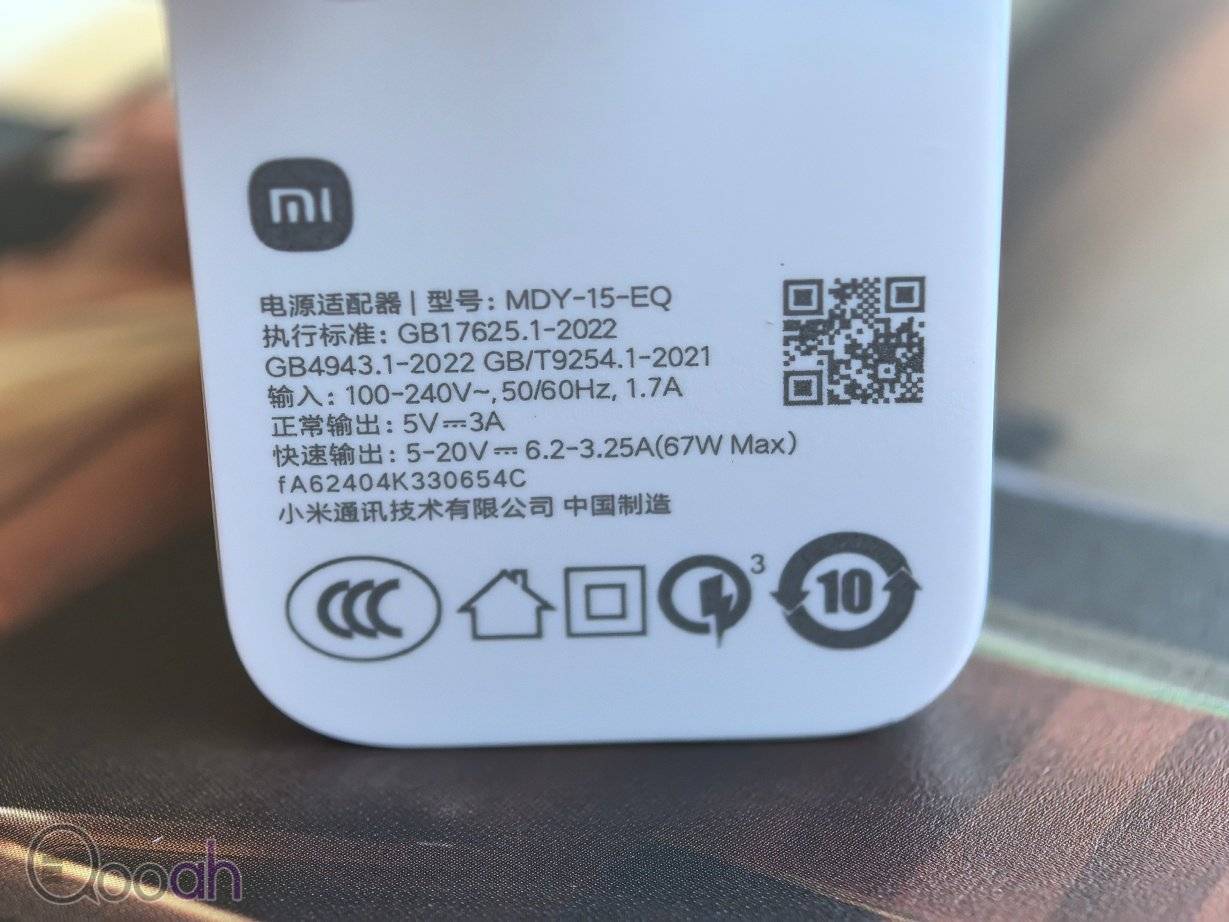 mi
电源适配器 | 型号: MDY-15-EQ
执行标准: GB17625.1-2022
GB4943.1-2022 GB/T9254.1-2021
输入: 100-240V~, 50/60Hz, 1.7A
正常输出: 5V⎓3A
快速输出: 5-20V⎓6.2-3.25A(67W Max)
fA62404K330654C
小米通讯技术有限公司 中国制造
CCC 3 10
Qooah